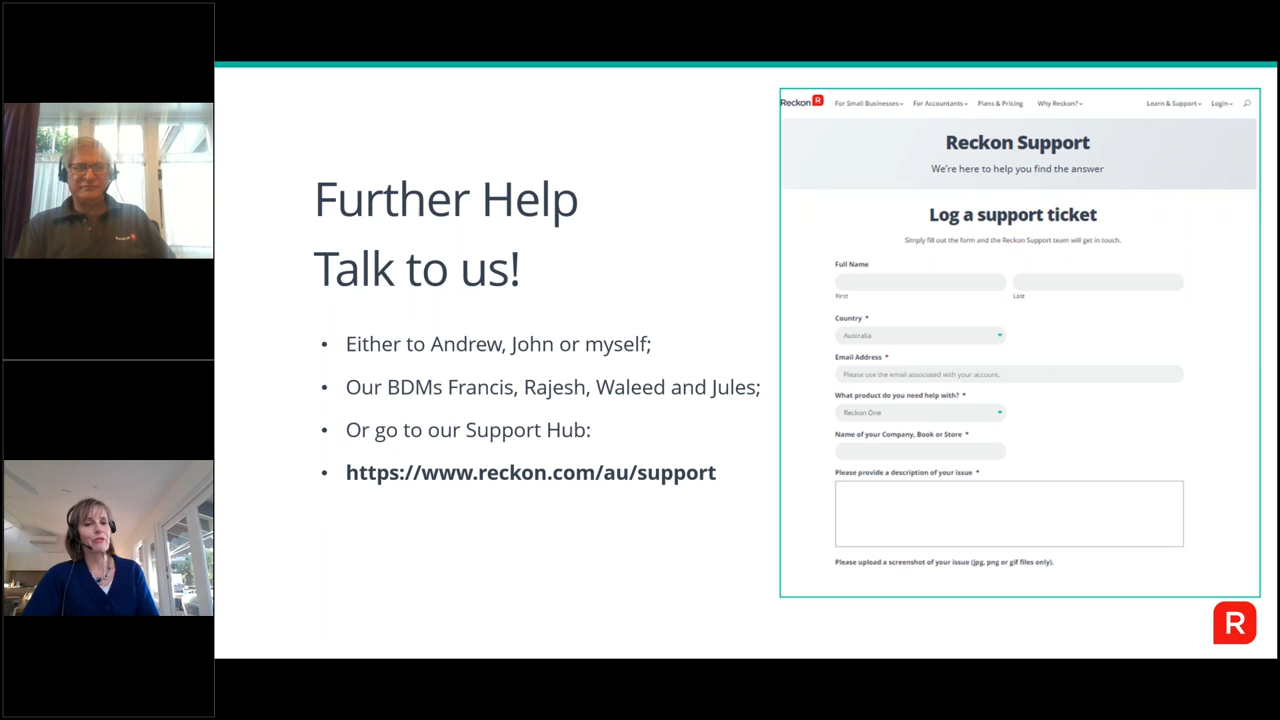 Further Help
Talk to us!
• Either to Andrew, John or myself;
• Our BDMs Francis, Rajesh, Waleed and Jules;
• Or go to our Support Hub:
• https://www.reckon.com/au/support
Reckon R For Small Businesses For Accountants Plans & Pricing Why Reckon? Learn & Support Login
Reckon Support
We're here to help you find the answer
Log a support ticket
Simply fill out the form and the Reckon Support team will get in touch.
Full Name
First Last
Country *
Australia
Email Address *
Please use the email associated with your account.
What product do you need help with? *
Reckon One
Name of your Company, Book or Store *
Please provide a description of your issue *
Please upload a screenshot of your issue (jpg, png or gif files only).
R